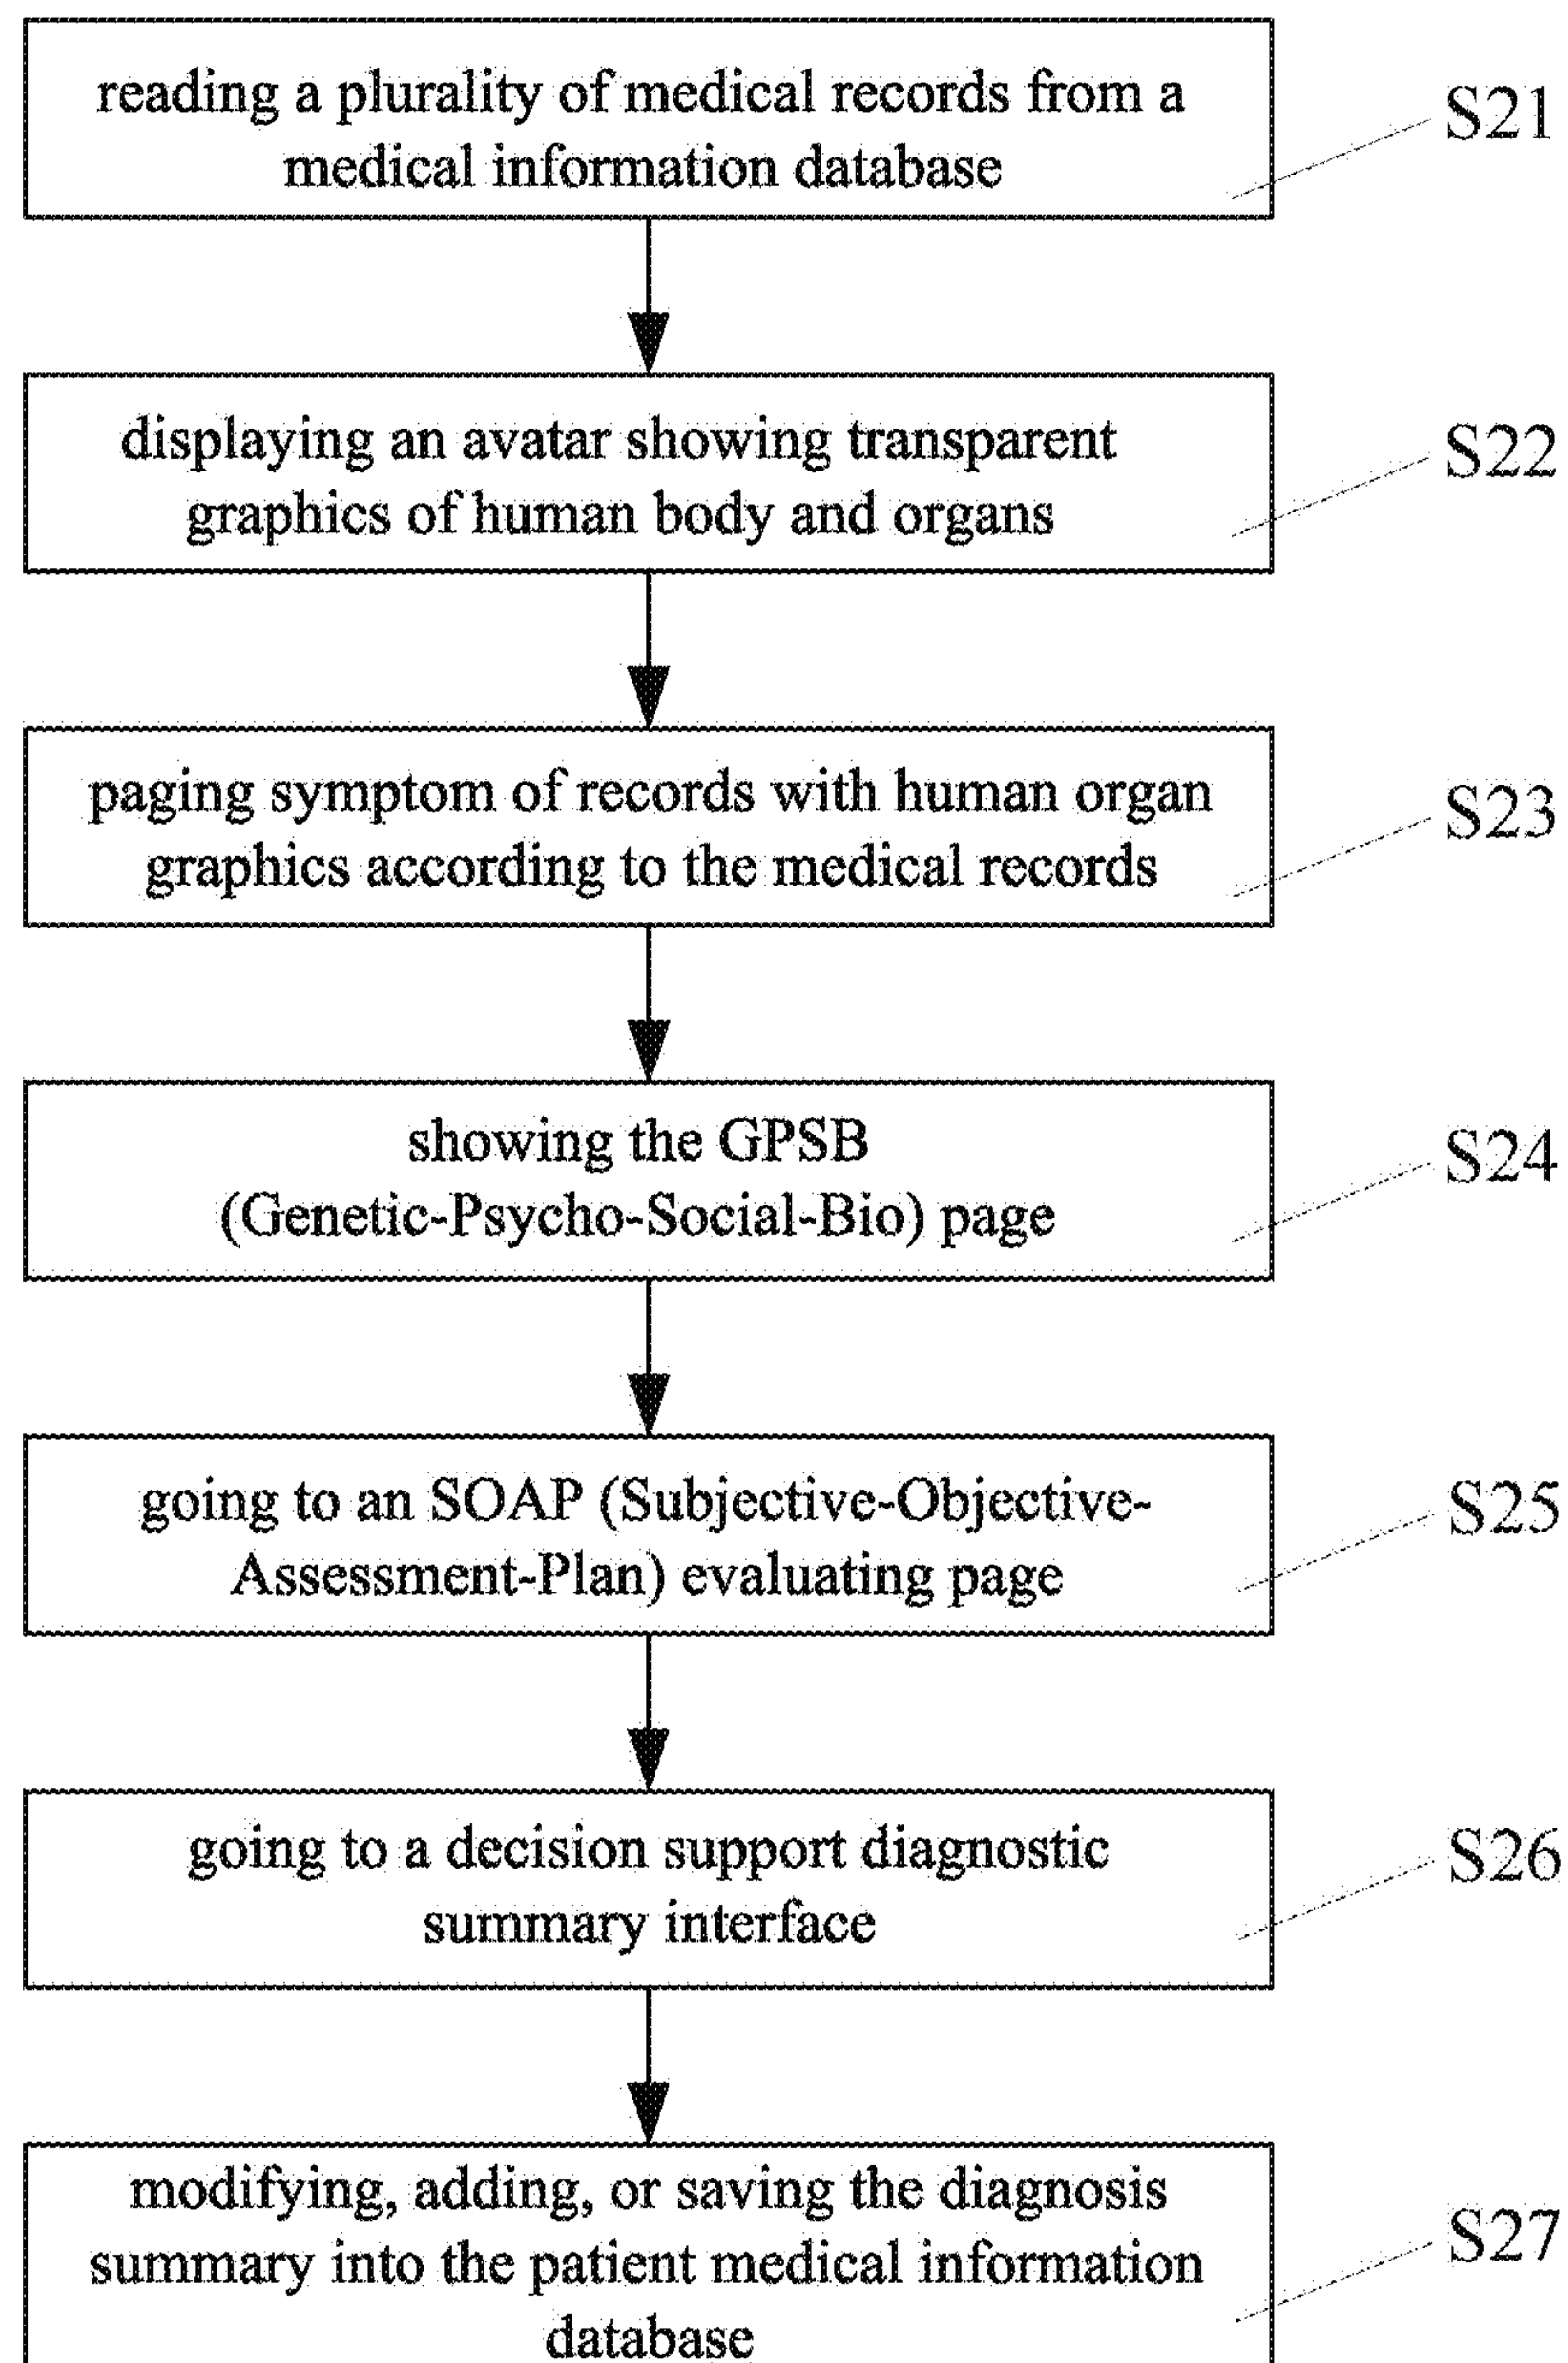 reading a plurality of medical records from a
medical information database
S21
displaying an avatar showing transparent
graphics of human body and organs
S22
paging symptom of records with human organ
graphics according to the medical records
S23
showing the GPSB
(Genetic-Psycho-Social-Bio) page
S24
going to an SOAP (Subjective-Objective-
Assessment-Plan) evaluating page
S25
going to a decision support diagnostic
summary interface
S26
modifying, adding, or saving the diagnosis
summary into the patient medical information
database
S27